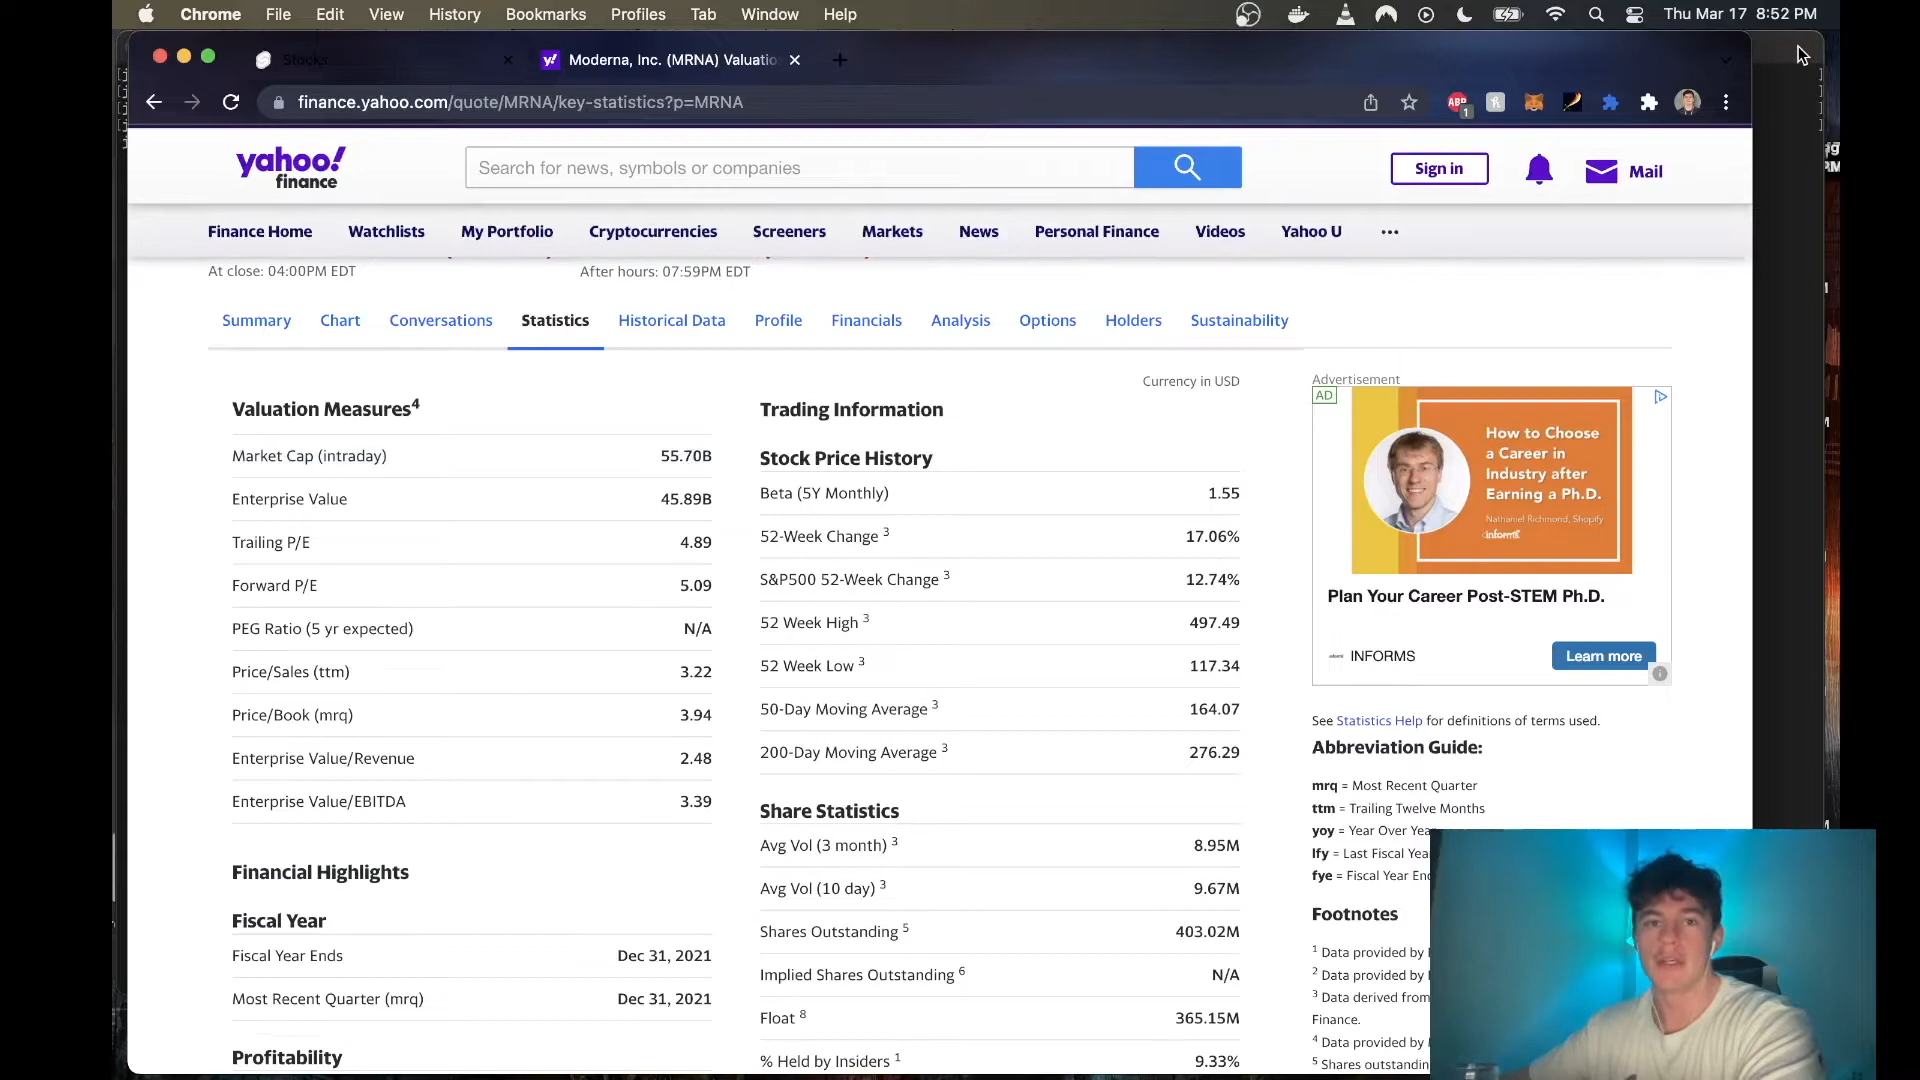 Chrome File Edit View History Bookmarks Profiles Tab Window Help Thu Mar 17 8:52 PM
Stocks
y! Moderna, Inc. (MRNA) Valuatio
finance.yahoo.com/quote/MRNA/key-statistics?p=MRNA
ABP
1
yahoo!
finance
Search for news, symbols or companies
Sign in
Mail
Finance Home Watchlists My Portfolio Cryptocurrencies Screeners Markets News Personal Finance Videos Yahoo U ...
At close: 04:00PM EDT After hours: 07:59PM EDT
Summary Chart Conversations Statistics Historical Data Profile Financials Analysis Options Holders Sustainability
Currency in USD
Valuation Measures4
Market Cap (intraday) 55.70B
Enterprise Value 45.89B
Trailing P/E 4.89
Forward P/E 5.09
PEG Ratio (5 yr expected) N/A
Price/Sales (ttm) 3.22
Price/Book (mrq) 3.94
Enterprise Value/Revenue 2.48
Enterprise Value/EBITDA 3.39
Financial Highlights
Fiscal Year
Fiscal Year Ends Dec 31, 2021
Most Recent Quarter (mrq) Dec 31, 2021
Profitability
Trading Information
Stock Price History
Beta (5Y Monthly) 1.55
52-Week Change 3 17.06%
S&P500 52-Week Change 3 12.74%
52 Week High 3 497.49
52 Week Low 3 117.34
50-Day Moving Average 3 164.07
200-Day Moving Average 3 276.29
Share Statistics
Avg Vol (3 month) 3 8.95M
Avg Vol (10 day) 3 9.67M
Shares Outstanding 5 403.02M
Implied Shares Outstanding 6 N/A
Float 8 365.15M
% Held by Insiders 1 9.33%
Advertisement
AD
How to Choose
a Career in
Industry after
Earning a Ph.D.
Nathaniel Richmond, Shopify
informs
Plan Your Career Post-STEM Ph.D.
INFORMS
Learn more
See Statistics Help for definitions of terms used.
Abbreviation Guide:
mrq = Most Recent Quarter
ttm = Trailing Twelve Months
yoy = Year Over Year
lfy = Last Fiscal Yea
fye = Fiscal Year En
Footnotes
1 Data provided by
2 Data provided by
3 Data derived from
Finance.
4 Data provided by
5 Shares outstandin